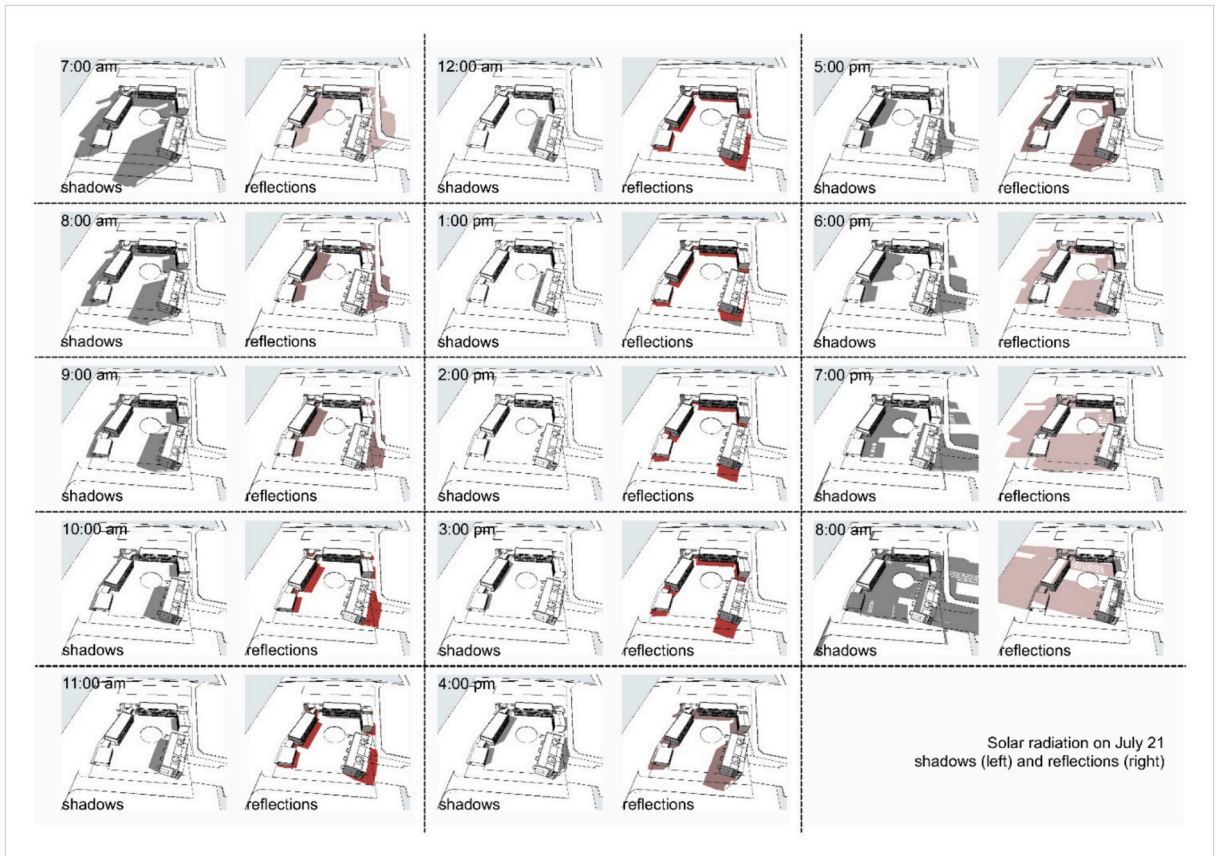 7:00 am
shadows
reflections
8:00 am
shadows
reflections
9:00 am
shadows
reflections
10:00 am
shadows
reflections
11:00 am
shadows
reflections
12:00 am
shadows
reflections
1:00 pm
shadows
reflections
2:00 pm
shadows
reflections
3:00 pm
shadows
reflections
4:00 pm
shadows
reflections
5:00 pm
shadows
reflections
6:00 pm
shadows
reflections
7:00 pm
shadows
reflections
8:00 am
shadows
reflections
Solar radiation on July 21
shadows (left) and reflections (right)